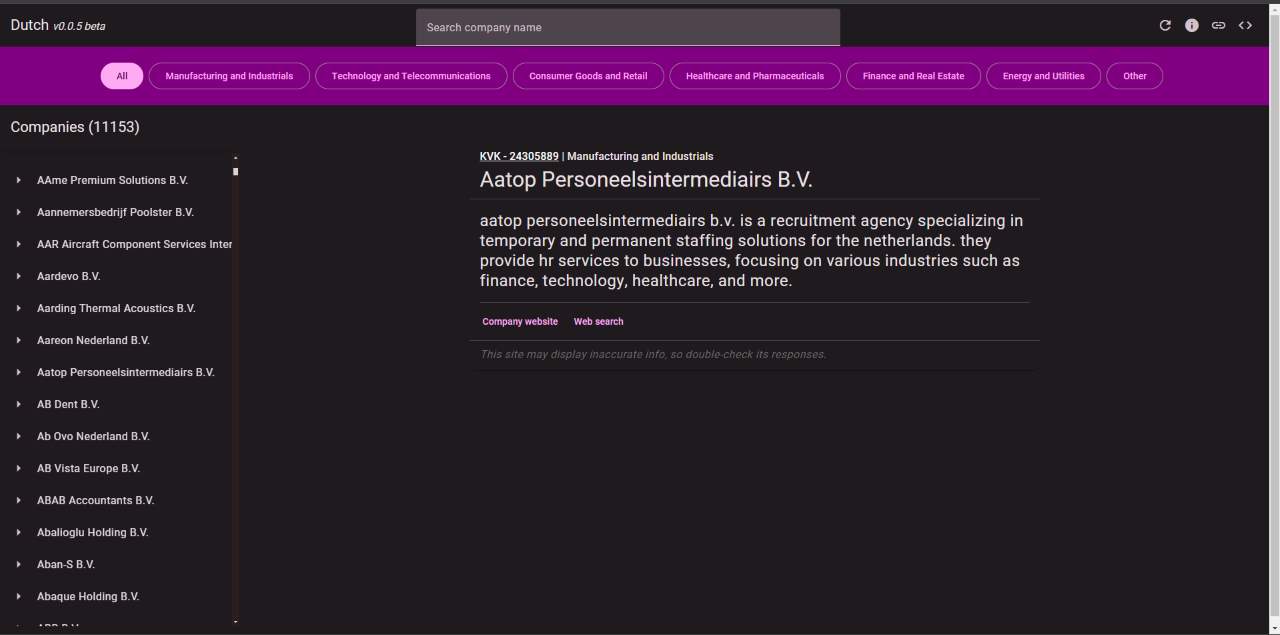 Dutch v0.0.5 beta
Search company name
All
Manufacturing and Industrials
Technology and Telecommunications
Consumer Goods and Retail
Healthcare and Pharmaceuticals
Finance and Real Estate
Energy and Utilities
Other
Companies (11153)
AAme Premium Solutions B.V.
Aannemersbedrijf Poolster B.V.
AAR Aircraft Component Services Inter
Aardevo B.V.
Aarding Thermal Acoustics B.V.
Aareon Nederland B.V.
Aatop Personeelsintermediairs B.V.
AB Dent B.V.
Ab Ovo Nederland B.V.
AB Vista Europe B.V.
ABAB Accountants B.V.
Abalioglu Holding B.V.
Aban-S B.V.
Abaque Holding B.V.
KVK - 24305889 | Manufacturing and Industrials
Aatop Personeelsintermediairs B.V.
aatop personeelsintermediairs b.v. is a recruitment agency specializing in
temporary and permanent staffing solutions for the netherlands. they
provide hr services to businesses, focusing on various industries such as
finance, technology, healthcare, and more.
Company website
Web search
This site may display inaccurate info, so double-check its responses.